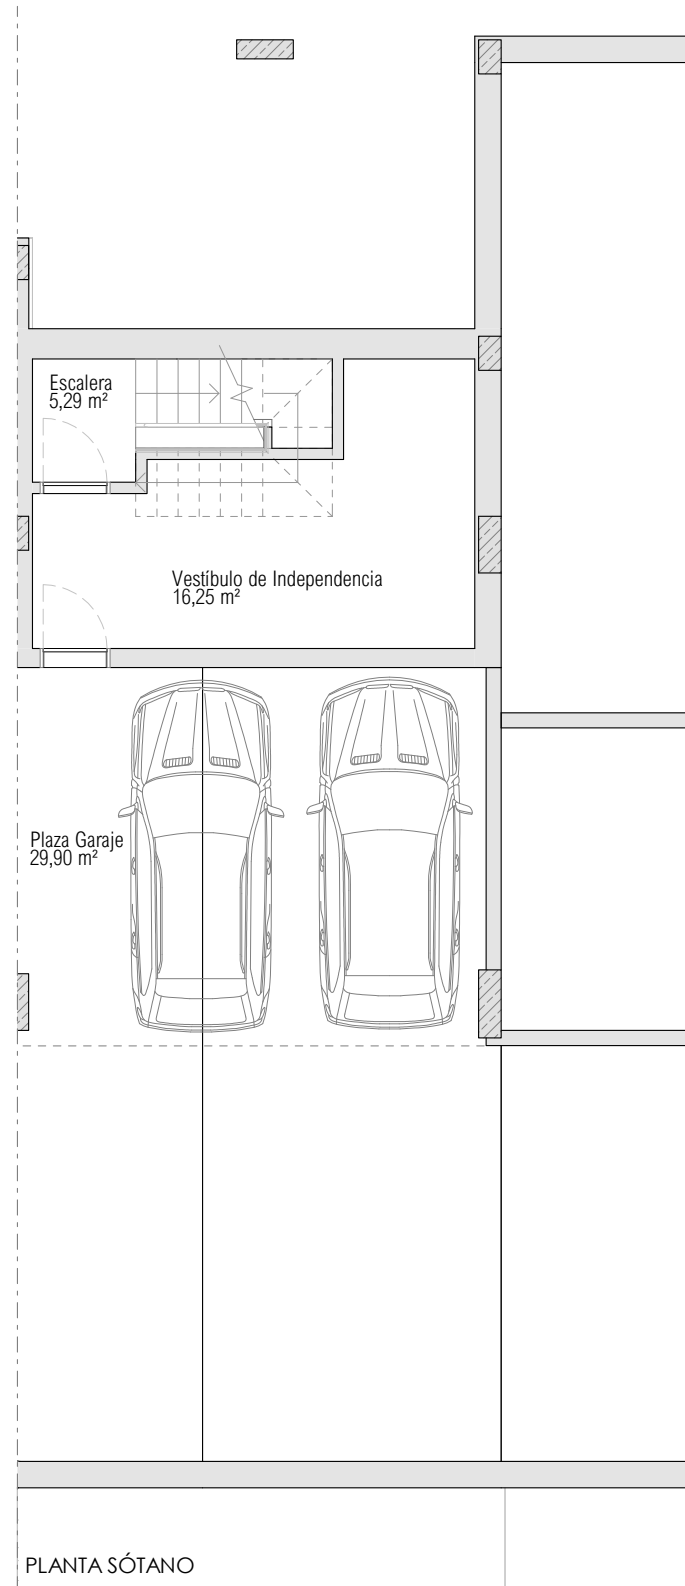 Escalera
5,29 m²
Vestíbulo de Independencia
16,25 m²
Plaza Garaje
29,90 m²
PLANTA SÓTANO